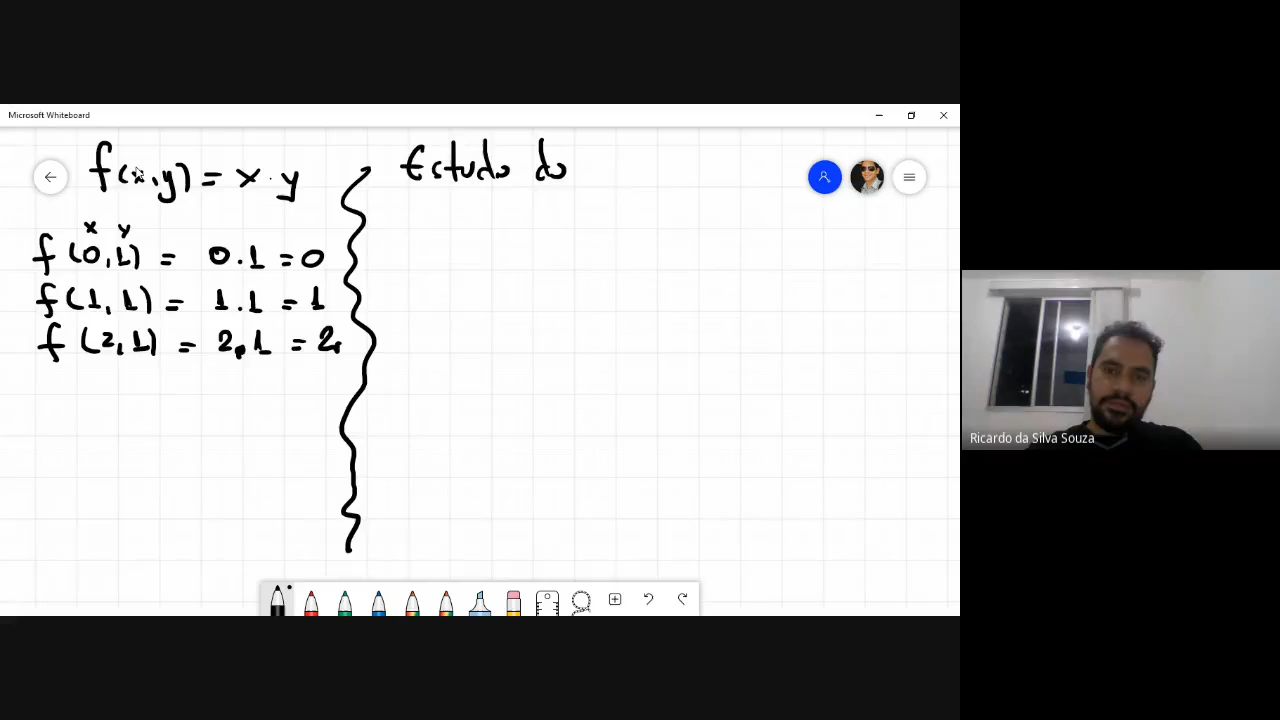 Microsoft Whiteboard
f(x,y) = x.y
x y
f(0,1) = 0.1 = 0
f(1,1) = 1.1 = 1
f(2,1) = 2.1 = 2,
Estudo do
Ricardo da Silva Souza